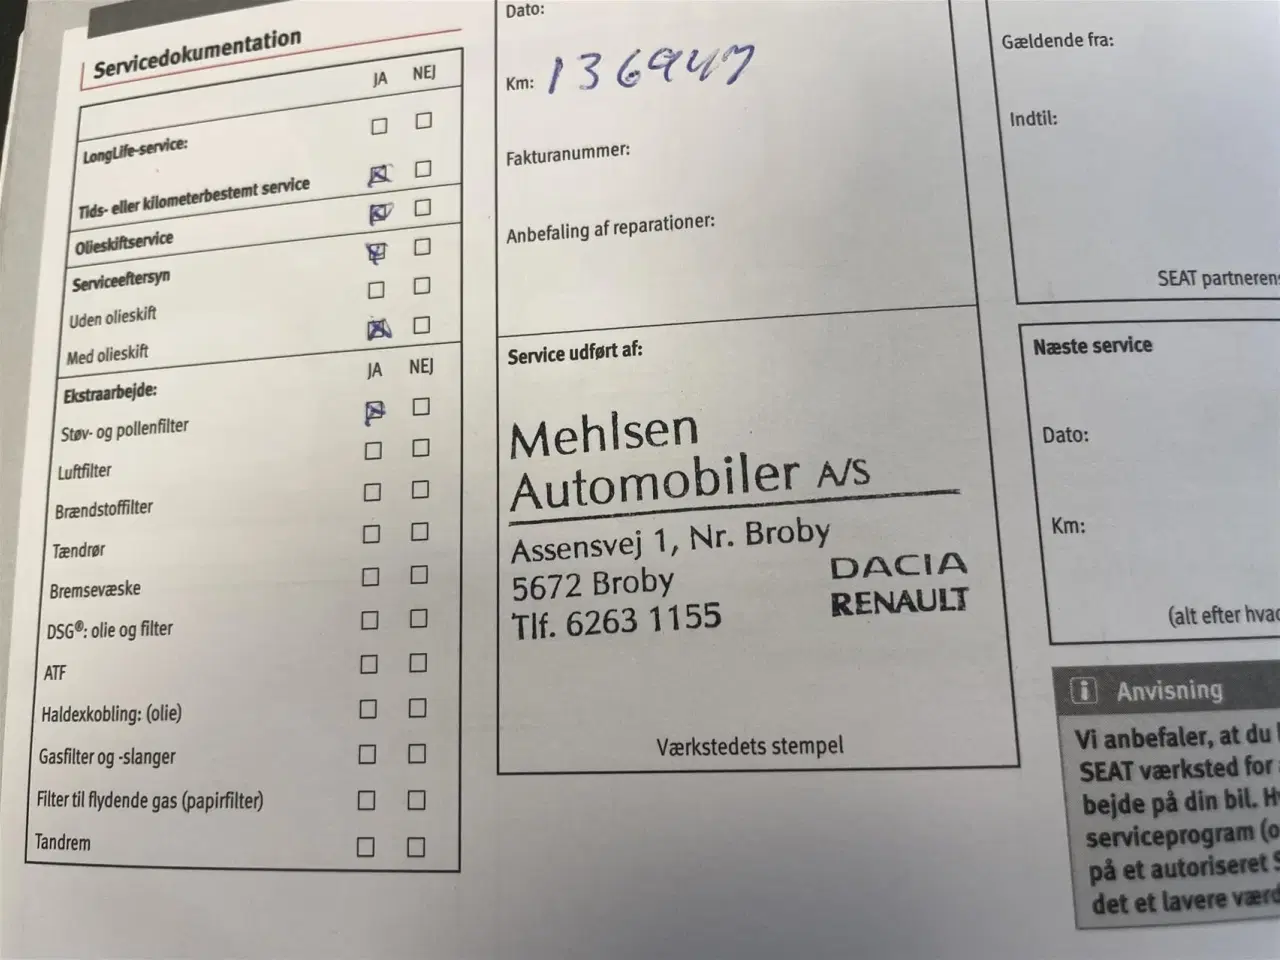 Servicedokumentation
JA NEJ
LongLife-service:
Tids- eller kilometerbestemt service
Olieskiftservice
Serviceeftersyn
Uden olieskift
Med olieskift
JA NEJ
Ekstraarbejde:
Støv- og pollenfilter
Luftfilter
Brændstoffilter
Tændrør
Bremsevæske
DSG®: olie og filter
ATF
Haldexkobling: (olie)
Gasfilter og -slanger
Filter til flydende gas (papirfilter)
Tandrem
Dato:
Km: 136947
Fakturanummer:
Anbefaling af reparationer:
Service udført af:
Mehlsen
Automobiler A/S
Assensvej 1, Nr. Broby
5672 Broby
Tlf. 6263 1155
DACIA
RENAULT
Værkstedets stempel
Gældende fra:
Indtil:
SEAT partneren
Næste service
Dato:
Km:
(alt efter hvad
i Anvisning
Vi anbefaler, at du
SEAT værksted for
bejde på din bil.
serviceprogram (o
på et autoriseret
det et lavere værd